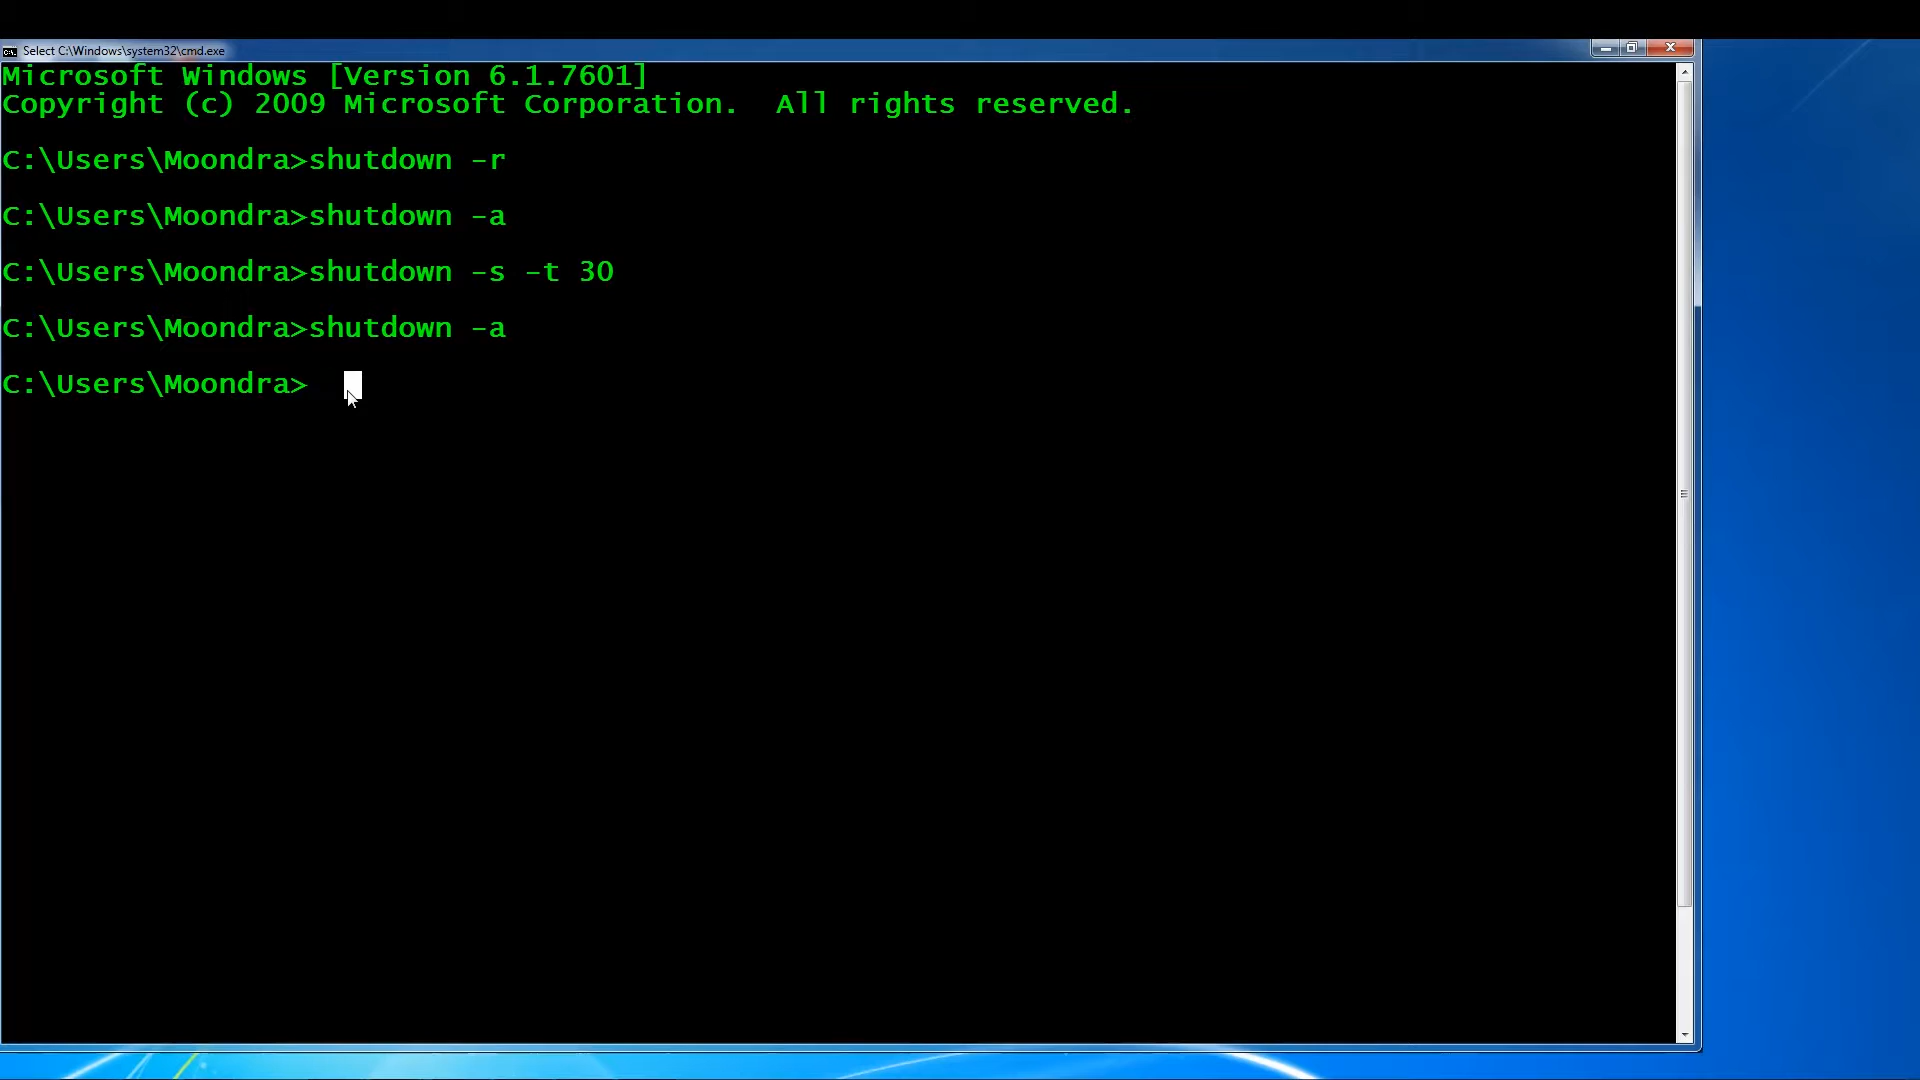 Select C:\Windows\system32\cmd.exe
Microsoft Windows [Version 6.1.7601]
Copyright (c) 2009 Microsoft Corporation.  All rights reserved.
C:\Users\Moondra>shutdown -r
C:\Users\Moondra>shutdown -a
C:\Users\Moondra>shutdown -s -t 30
C:\Users\Moondra>shutdown -a
C:\Users\Moondra>